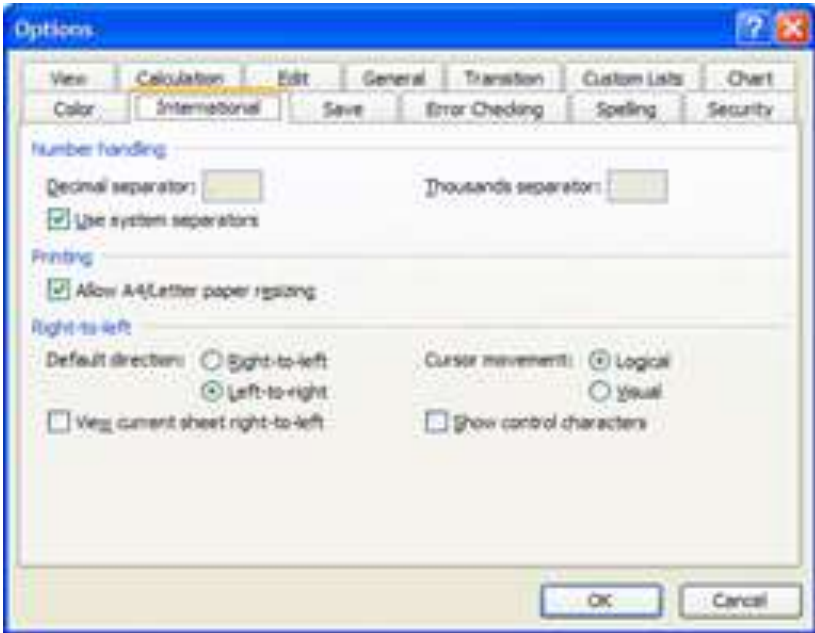 Options
View Calculation Edit General Transition Custom Lists Chart
Color International Save Error Checking Spelling Security
Number handling
Decimal separator: Thousands separator:
Use system separators
Printing
Allow A4/Letter paper resizing
Right-to-left
Default direction: Right-to-left Cursor movement: Logical
Left-to-right Visual
View current sheet right-to-left Show control characters
OK Cancel